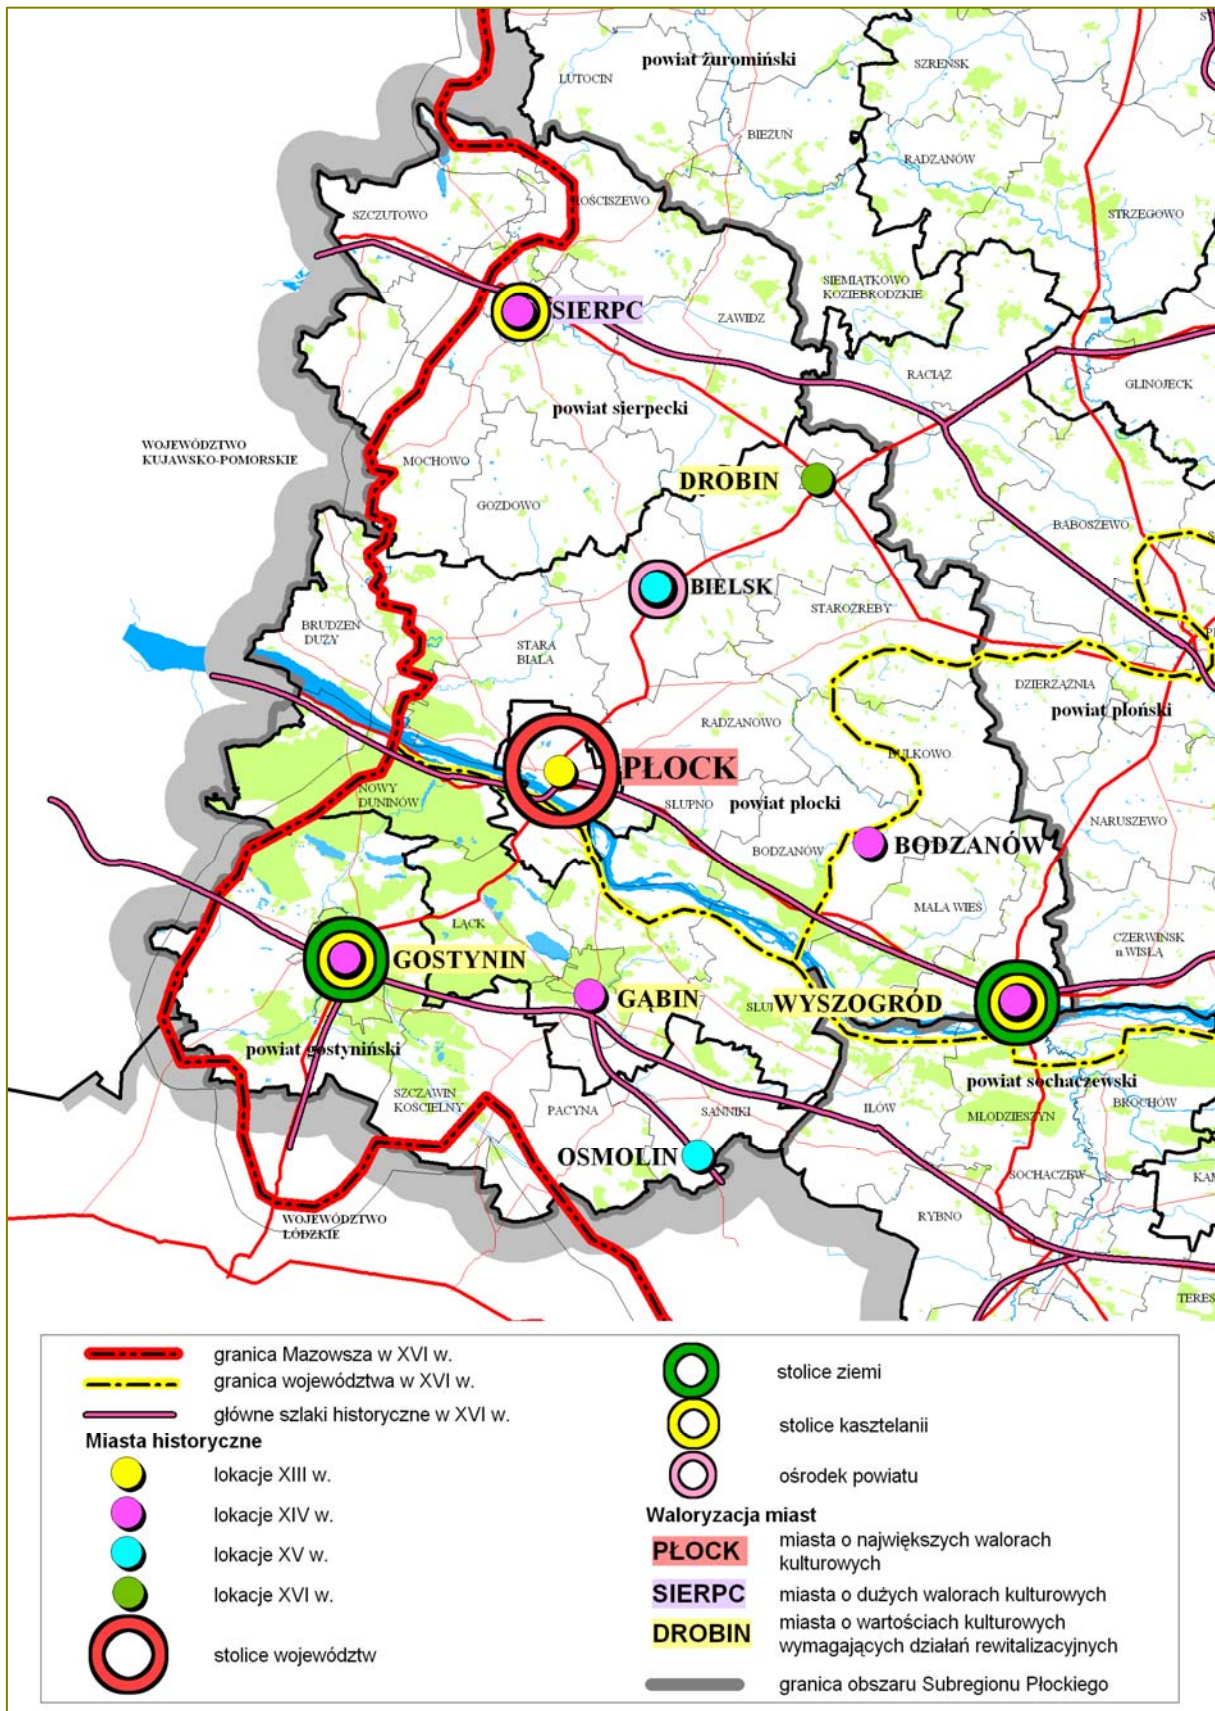 powiat żuromiński
SZREŃSK
LUTOCIN
BIEŻUŃ
RADZANÓW
ROŚCISZEWO
SZCZUTOWO
STRZEGOWO
SIEMIĄTKOWO
KOZIEBRODZKIE
SIERPC
ZAWIDZ
RACIĄŻ
GLINOJECK
powiat sierpecki
WOJEWÓDZTWO
KUJAWSKO-POMORSKIE
MOCHOWO
DROBIN
GOZDOWO
BABOSZEWO
BIELSK
STAROŹREBY
BRUDZEŃ
DUŻY
STARA
BIAŁA
DZIERZĄŻNIA
powiat płoński
RADZANOWO
BULKOWO
PŁOCK
NOWY
DUNINÓW
SŁUPNO
powiat płocki
NARUSZEWO
BODZANÓW
BODZANÓW
MAŁA WIEŚ
ŁĄCK
CZERWIŃSK
n WISŁĄ
GOSTYNIN
GĄBIN
WYSZOGRÓD
powiat gostyniński
powiat sochaczewski
SZCZAWIN
KOŚCIELNY
PACYNA
SANNIKI
IŁÓW
MŁODZIESZYN
BROCHÓW
OSMOLIN
SOCHACZEW
RYBNO
WOJEWÓDZTWO
ŁÓDZKIE
granica Mazowsza w XVI w.
granica województwa w XVI w.
główne szlaki historyczne w XVI w.
Miasta historyczne
lokacje XIII w.
lokacje XIV w.
lokacje XV w.
lokacje XVI w.
stolice województw
stolice ziemi
stolice kasztelanii
ośrodek powiatu
Waloryzacja miast
PŁOCK miasta o największych walorach
kulturowych
SIERPC miasta o dużych walorach kulturowych
DROBIN miasta o wartościach kulturowych
wymagających działań rewitalizacyjnych
granica obszaru Subregionu Płockiego